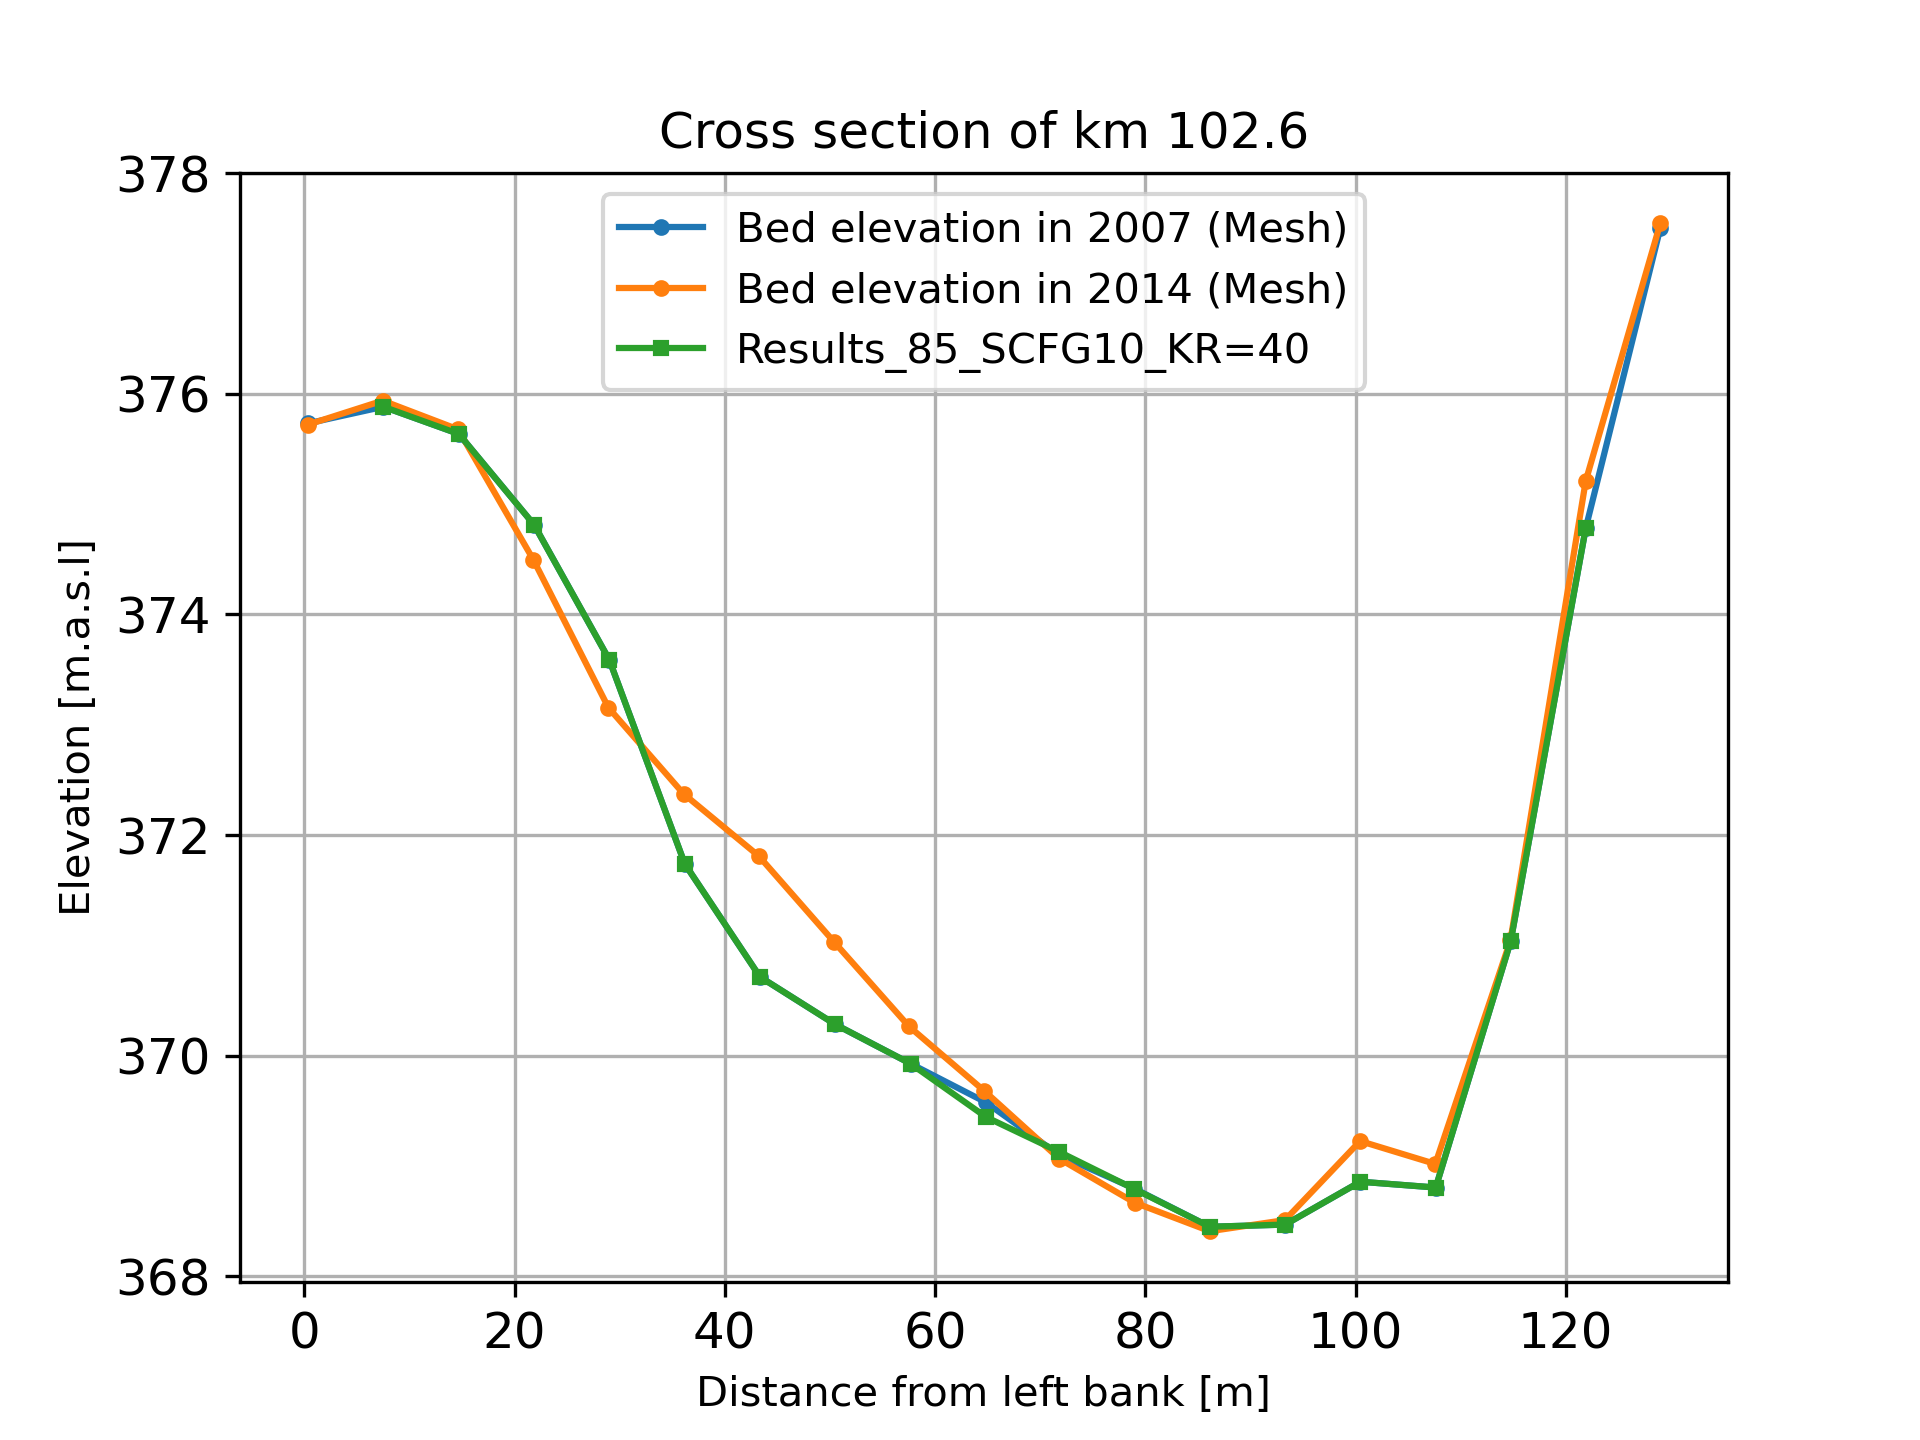 Cross section of km 102.6
378
376
374
372
370
368
Elevation [m.a.s.l]
Bed elevation in 2007 (Mesh)
Bed elevation in 2014 (Mesh)
Results_85_SCFG10_KR=40
0 20 40 60 80 100 120
Distance from left bank [m]